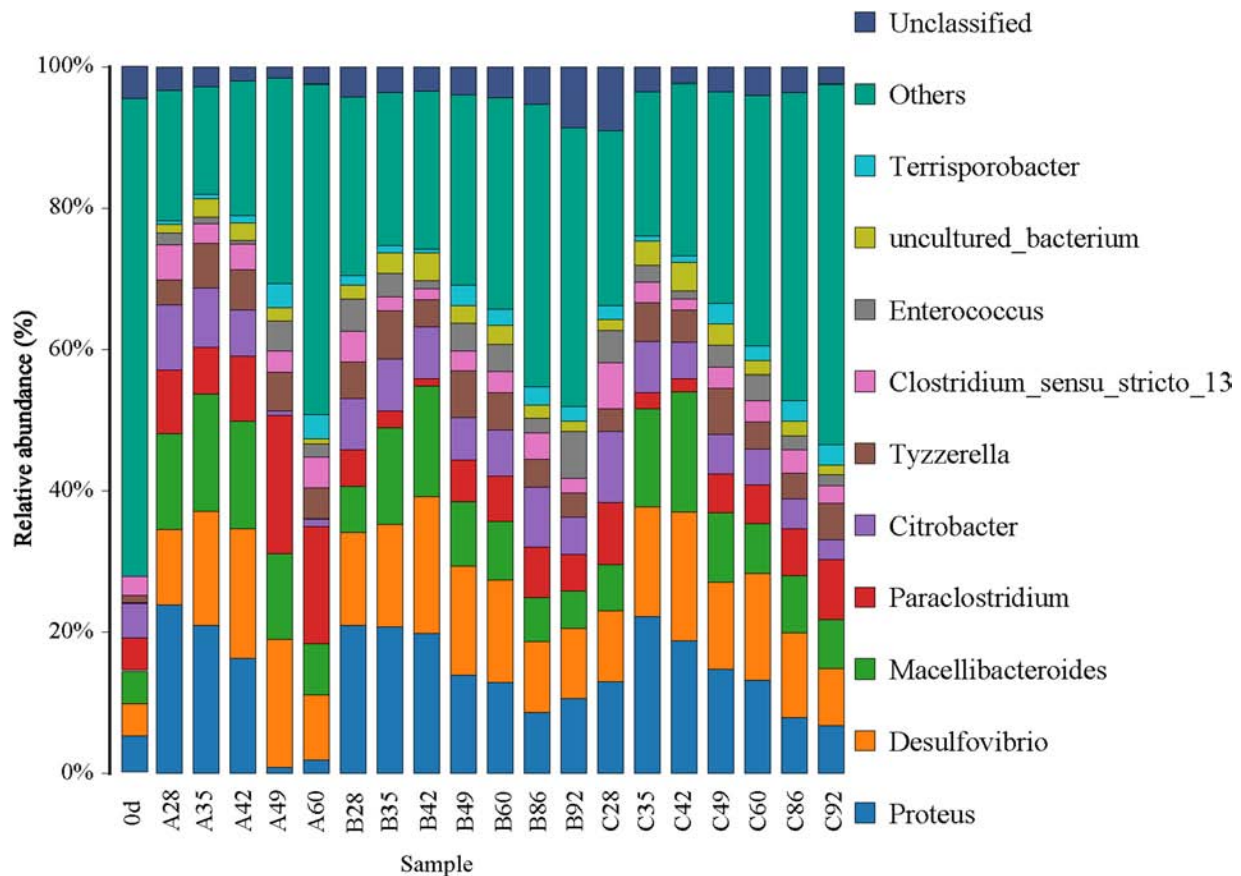 Relative abundance (%)
100%
80%
60%
40%
20%
0%
0d
A28
A35
A42
A49
A60
B28
B35
B42
B49
B60
B86
B92
C28
C35
C42
C49
C60
C86
C92
Sample
Unclassified
Others
Terrisporobacter
uncultured_bacterium
Enterococcus
Clostridium_sensu_stricto_13
Tyzzerella
Citrobacter
Paraclostridium
Macellibacteroides
Desulfovibrio
Proteus